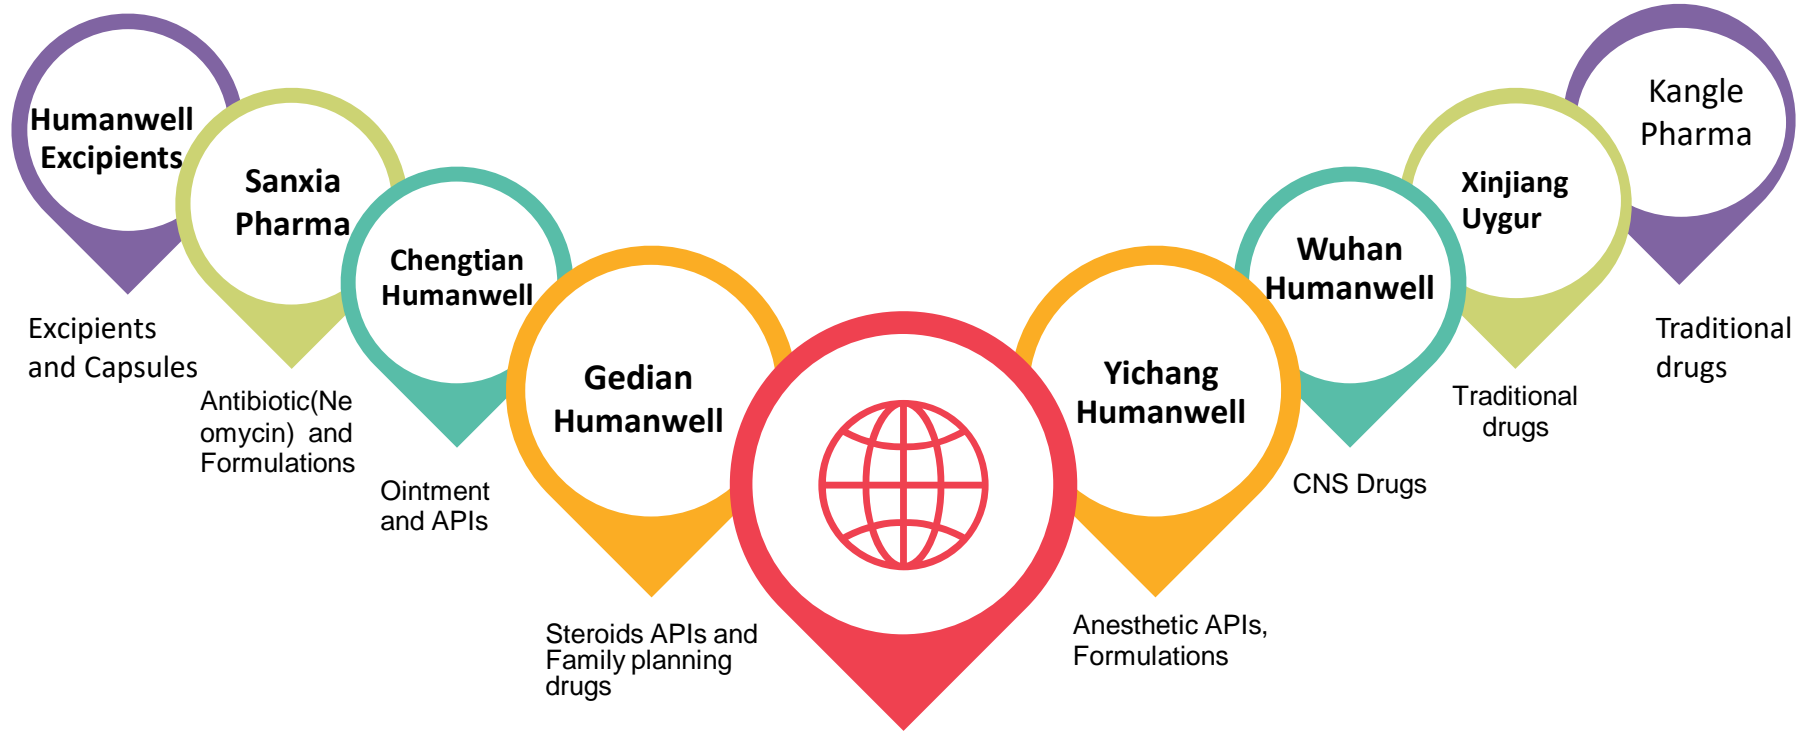 Humanwell
Excipients
Excipients
and Capsules
Sanxia
Pharma
Antibiotic(Ne
omycin) and
Formulations
Chengtian
Humanwell
Ointment
and APIs
Gedian
Humanwell
Steroids APIs and
Family planning
drugs
Yichang
Humanwell
Anesthetic APIs,
Formulations
Wuhan
Humanwell
CNS Drugs
Xinjiang
Uygur
Traditional
drugs
Kangle
Pharma
Traditional
drugs